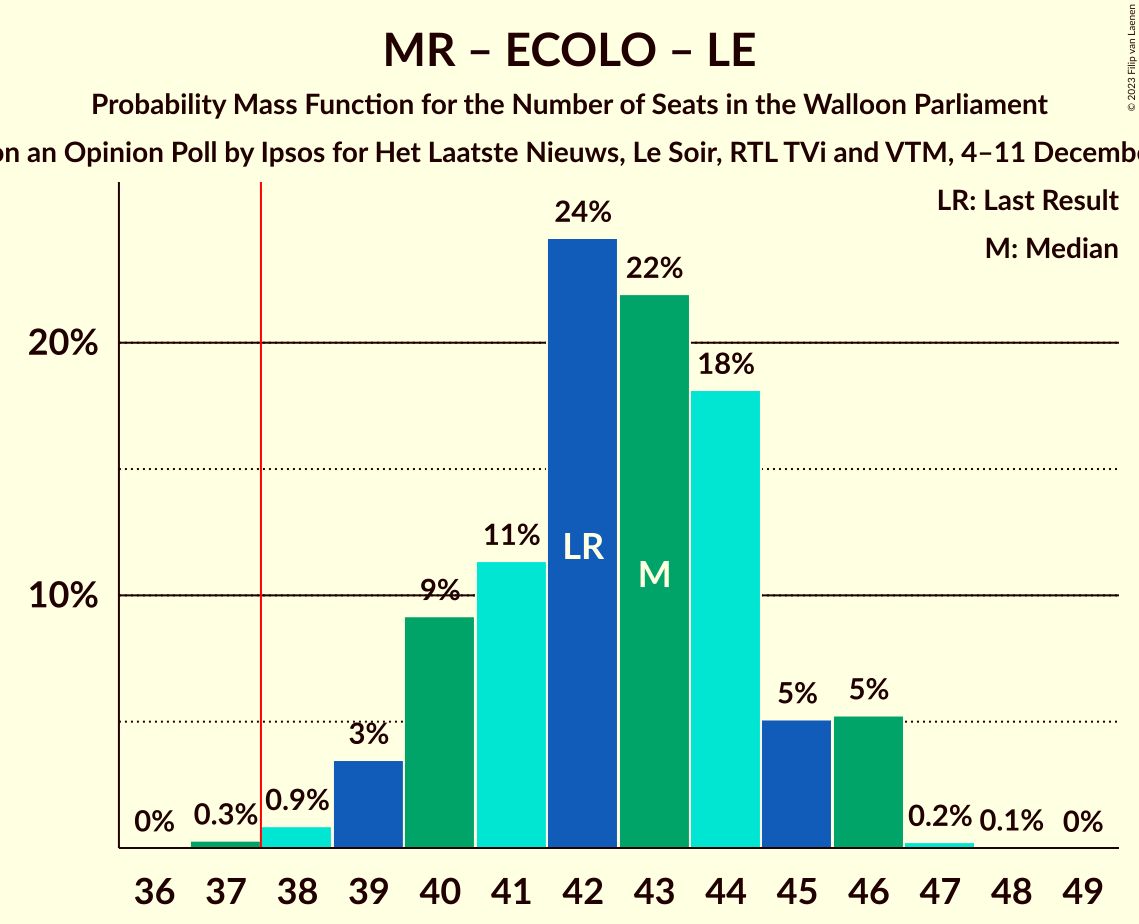 MR – ECOLO – LE
Probability Mass Function for the Number of Seats in the Walloon Parliament
on an Opinion Poll by Ipsos for Het Laatste Nieuws, Le Soir, RTL TVi and VTM, 4–11
© 2023 Filip van Laenen
LR: Last Result
M: Median
20%
10%
0%
0.3%
0.9%
3%
9%
11%
24%
22%
18%
5%
5%
0.2%
0.1%
0%
LR
M
36 37 38 39 40 41 42 43 44 45 46 47 48 49